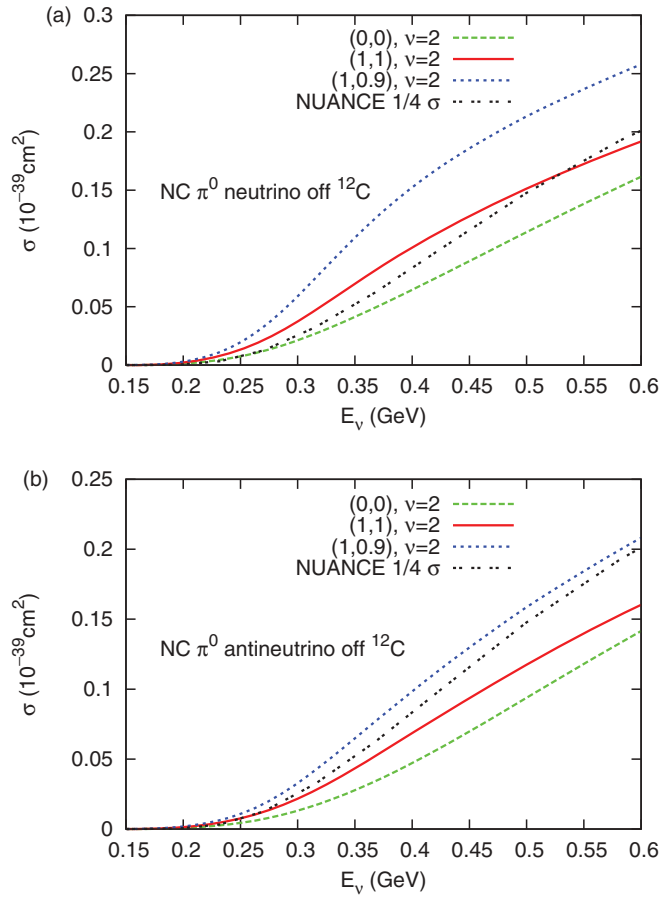 (a)
0.3
0.25
0.2
0.15
0.1
0.05
0
σ (10⁻³⁹cm²)
(0,0), ν=2
(1,1), ν=2
(1,0.9), ν=2
NUANCE 1/4 σ
NC π⁰ neutrino off ¹²C
0.15 0.2 0.25 0.3 0.35 0.4 0.45 0.5 0.55 0.6
E_ν (GeV)
(b)
0.25
0.2
0.15
0.1
0.05
0
σ (10⁻³⁹cm²)
(0,0), ν=2
(1,1), ν=2
(1,0.9), ν=2
NUANCE 1/4 σ
NC π⁰ antineutrino off ¹²C
0.15 0.2 0.25 0.3 0.35 0.4 0.45 0.5 0.55 0.6
E_ν (GeV)